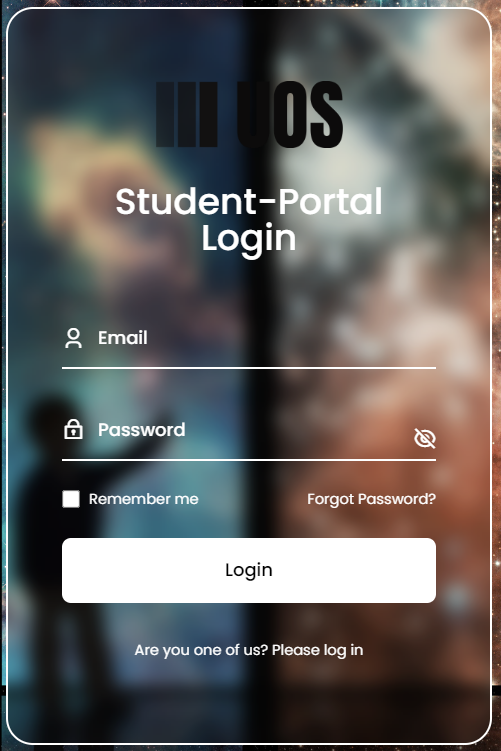 UOS
Student-Portal
Login
Email
Password
Remember me
Forgot Password?
Login
Are you one of us? Please log in